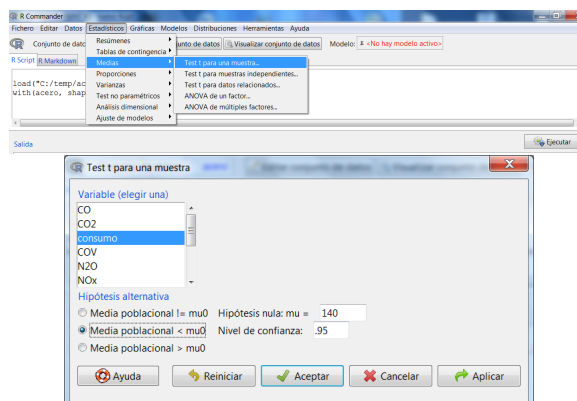 R Commander
Fichero Editar Datos Estadísticos Gráficas Modelos Distribuciones Herramientas Ayuda
Conjunto de dato unto de datos Visualizar conjunto de datos Modelo: <No hay modelo activo>
R Script R Markdown
Resúmenes
Tablas de contingencia
Medias
Proporciones
Varianzas
Test no paramétricos
Análisis dimensional
Ajuste de modelos
Test t para una muestra...
Test t para muestras independientes...
Test t para datos relacionados...
ANOVA de un factor...
ANOVA de múltiples factores...
load("C:/temp/ac
with(acero, shap
Salida
Ejecutar
Test t para una muestra
Variable (elegir una)
CO
CO2
consumo
COV
N2O
NOx
Hipótesis alternativa
Media poblacional != mu0 Hipótesis nula: mu = 140
Media poblacional < mu0 Nivel de confianza: .95
Media poblacional > mu0
Ayuda Reiniciar Aceptar Cancelar Aplicar